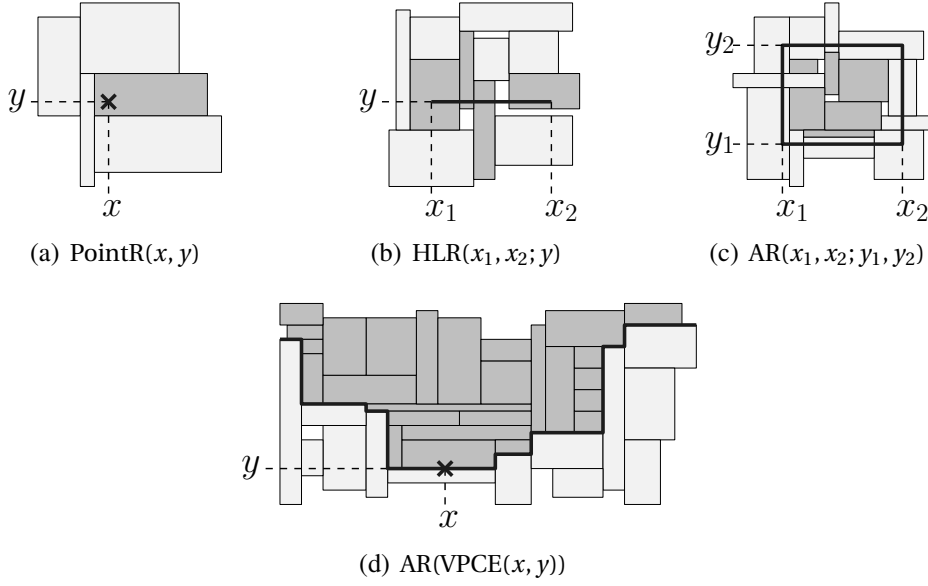 y
x
(a) PointR(x, y)
y
x₁ x₂
(b) HLR(x₁, x₂; y)
y₂
y₁
x₁ x₂
(c) AR(x₁, x₂; y₁, y₂)
y
x
(d) AR(VPCE(x, y))